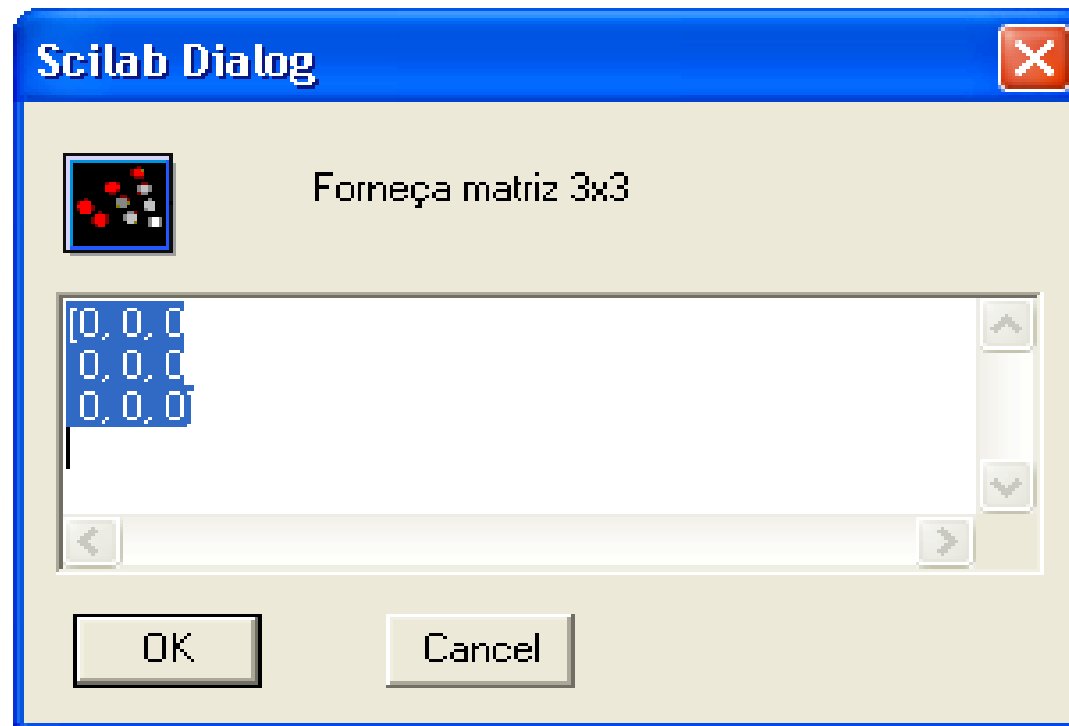 Scilab Dialog
Forneça matriz 3x3
[0, 0, 0
0, 0, 0
0, 0, 0]
OK
Cancel